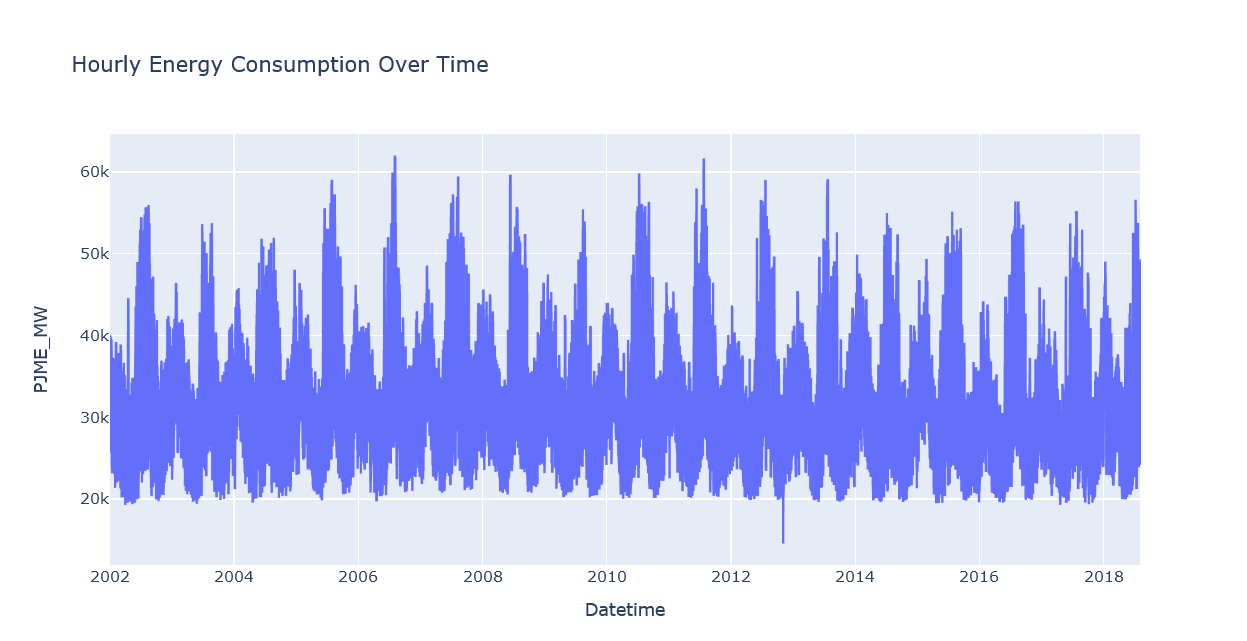 Hourly Energy Consumption Over Time
PJME_MW
60k
50k
40k
30k
20k
2002 2004 2006 2008 2010 2012 2014 2016 2018
Datetime